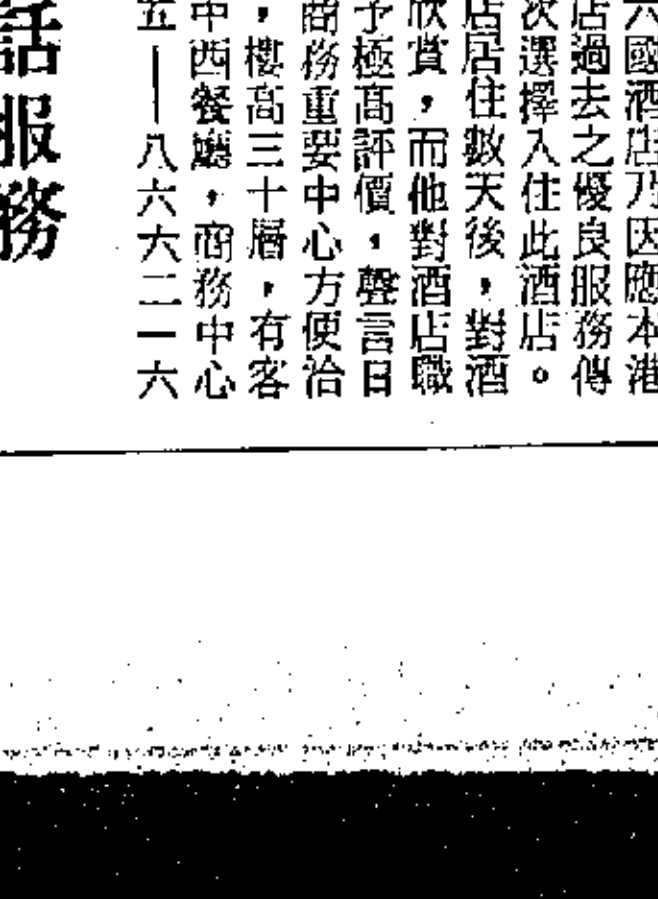 六國酒店乃因應本港
店過去之優良服務傳
次選擇入住此酒店。
店居住數天後，對酒
欣賞，而他對酒店職
予極高評價，聲言日
商務重要中心方便洽
，樓高三十層，有客
中西餐廳，商務中心
五——八六六二一六
話服務